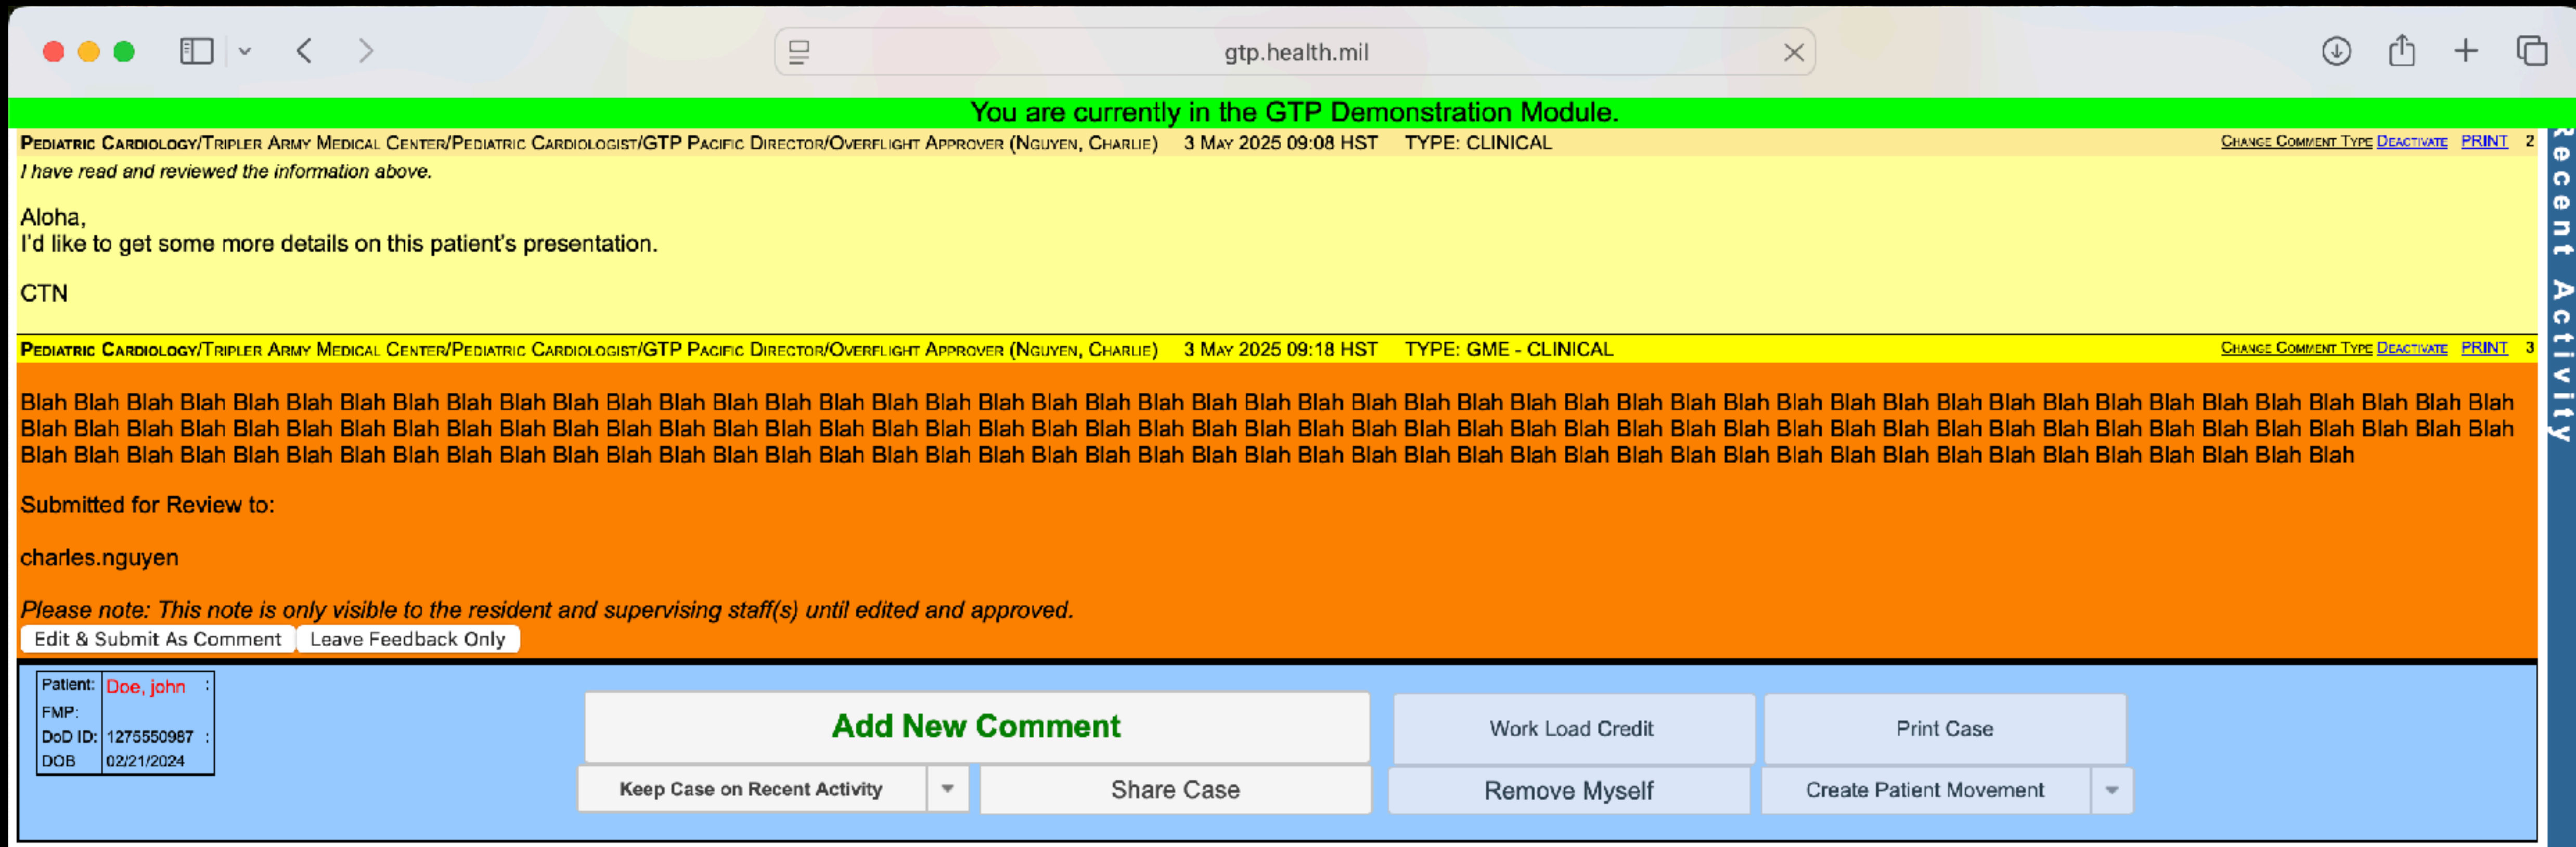 gtp.health.mil
You are currently in the GTP Demonstration Module.
PEDIATRIC CARDIOLOGY/TRIPLER ARMY MEDICAL CENTER/PEDIATRIC CARDIOLOGIST/GTP PACIFIC DIRECTOR/OVERFLIGHT APPROVER (NGUYEN, CHARLIE) 3 MAY 2025 09:08 HST TYPE: CLINICAL CHANGE COMMENT TYPE DEACTIVATE PRINT 2
I have read and reviewed the information above.
Aloha,
I'd like to get some more details on this patient's presentation.
CTN
PEDIATRIC CARDIOLOGY/TRIPLER ARMY MEDICAL CENTER/PEDIATRIC CARDIOLOGIST/GTP PACIFIC DIRECTOR/OVERFLIGHT APPROVER (NGUYEN, CHARLIE) 3 MAY 2025 09:18 HST TYPE: GME - CLINICAL CHANGE COMMENT TYPE DEACTIVATE PRINT 3
Blah Blah Blah Blah Blah Blah Blah Blah Blah Blah Blah Blah Blah Blah Blah Blah Blah Blah Blah Blah Blah Blah Blah Blah Blah Blah Blah Blah Blah Blah Blah Blah Blah Blah Blah Blah Blah Blah Blah Blah Blah Blah Blah Blah Blah Blah Blah
Blah Blah Blah Blah Blah Blah Blah Blah Blah Blah Blah Blah Blah Blah Blah Blah Blah Blah Blah Blah Blah Blah Blah Blah Blah Blah Blah Blah Blah Blah Blah Blah Blah Blah Blah Blah Blah Blah Blah Blah Blah Blah Blah Blah Blah Blah Blah
Blah Blah Blah Blah Blah Blah Blah Blah Blah Blah Blah Blah Blah Blah Blah Blah Blah Blah Blah Blah Blah Blah Blah Blah Blah Blah Blah Blah Blah Blah Blah Blah Blah Blah Blah Blah Blah Blah Blah Blah Blah Blah Blah Blah
Submitted for Review to:
charles.nguyen
Please note: This note is only visible to the resident and supervising staff(s) until edited and approved.
Edit & Submit As Comment Leave Feedback Only
Patient: Doe, john :
FMP:
DoD ID: 1275550987 :
DOB 02/21/2024
Add New Comment Work Load Credit Print Case
Keep Case on Recent Activity Share Case Remove Myself Create Patient Movement
Recent Activity